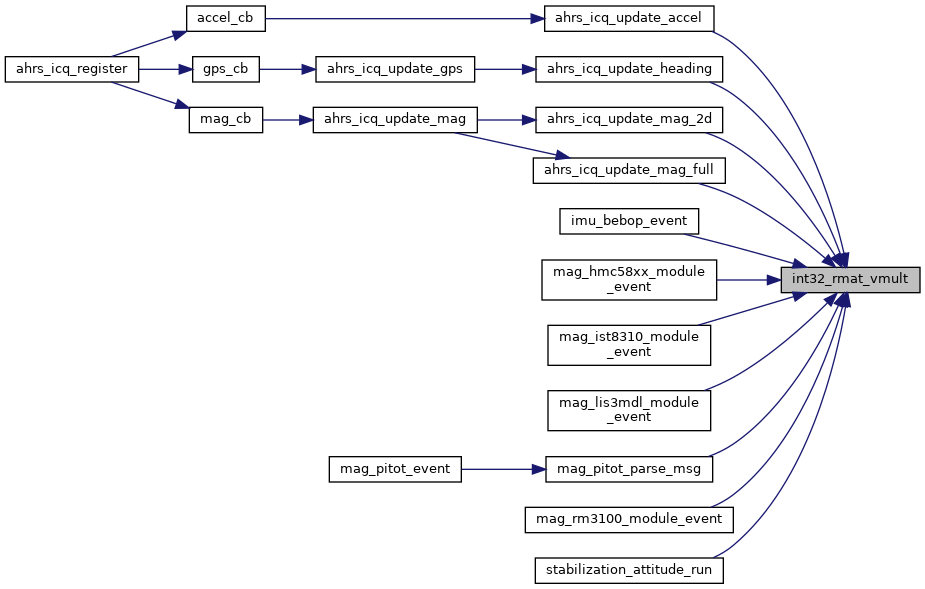 accel_cb
ahrs_icq_update_accel
ahrs_icq_register
gps_cb
ahrs_icq_update_gps
ahrs_icq_update_heading
mag_cb
ahrs_icq_update_mag
ahrs_icq_update_mag_2d
ahrs_icq_update_mag_full
imu_bebop_event
mag_hmc58xx_module
_event
int32_rmat_vmult
mag_ist8310_module
_event
mag_lis3mdl_module
_event
mag_pitot_event
mag_pitot_parse_msg
mag_rm3100_module_event
stabilization_attitude_run